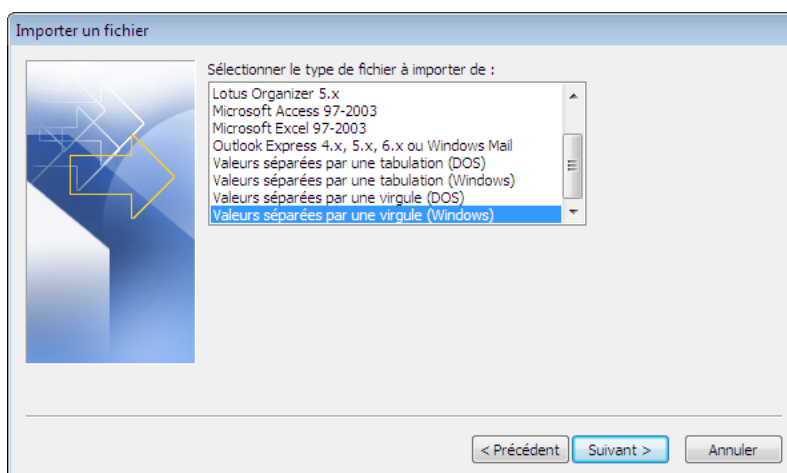 Importer un fichier
Sélectionner le type de fichier à importer de :
Lotus Organizer 5.x
Microsoft Access 97-2003
Microsoft Excel 97-2003
Outlook Express 4.x, 5.x, 6.x ou Windows Mail
Valeurs séparées par une tabulation (DOS)
Valeurs séparées par une tabulation (Windows)
Valeurs séparées par une virgule (DOS)
Valeurs séparées par une virgule (Windows)
< Précédent Suivant > Annuler